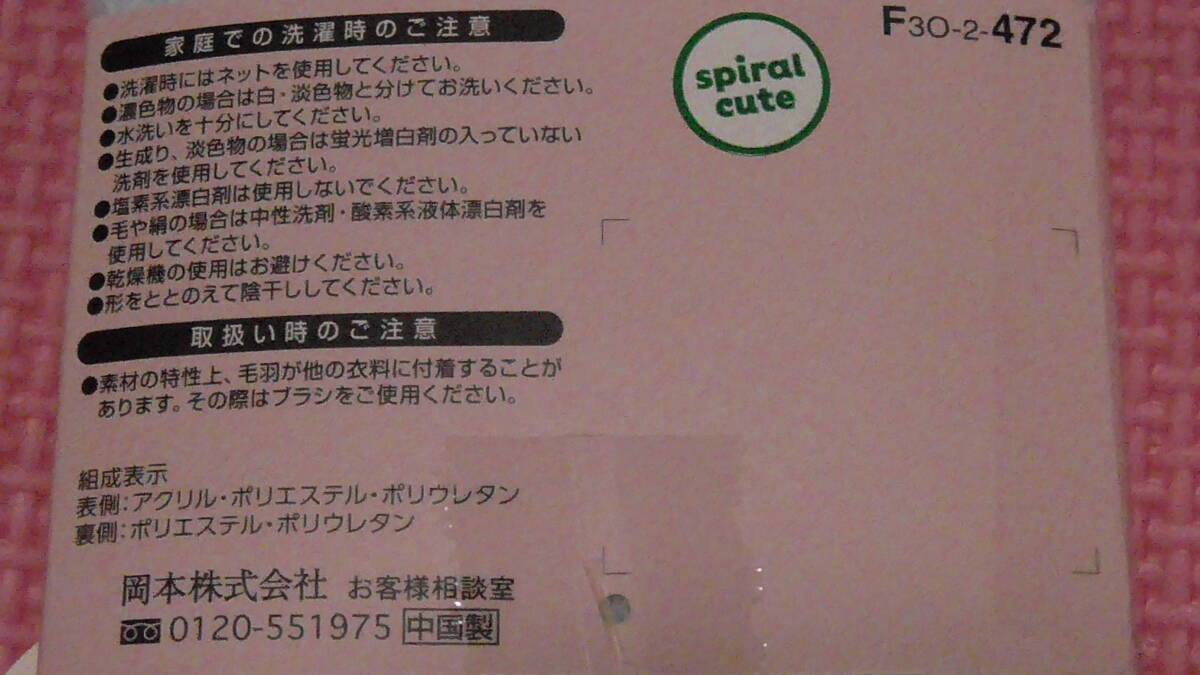 家庭での洗濯時のご注意
●洗濯時にはネットを使用してください。
●濃色物の場合は白・淡色物と分けてお洗いください。
●水洗いを十分にしてください。
●生成り、淡色物の場合は蛍光増白剤の入っていない
洗剤を使用してください。
●塩素系漂白剤は使用しないでください。
●毛や絹の場合は中性洗剤・酸素系液体漂白剤を
使用してください。
●乾燥機の使用はお避けください。
●形をととのえて陰干ししてください。
取扱い時のご注意
●素材の特性上、毛羽が他の衣料に付着することが
あります。その際はブラシをご使用ください。
組成表示
表側：アクリル・ポリエステル・ポリウレタン
裏側：ポリエステル・ポリウレタン
岡本株式会社 お客様相談室
0120-551975 中国製
spiral
cute
F30-2-472